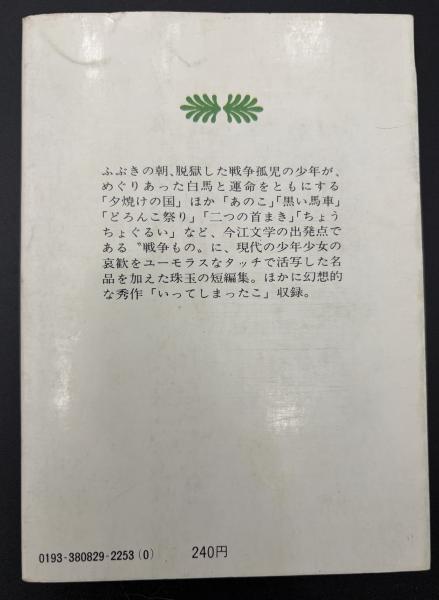 ふぶきの朝、脱獄した戦争孤児の少年が、
めぐりあった白馬と運命をともにする
「夕焼けの国」ほか「あのこ」「黒い馬車」
「どろんこ祭り」「二つの首まき」「ちょう
ちょぐるい」など、今江文学の出発点で
ある〝戦争もの〟に、現代の少年少女の
哀歓をユーモラスなタッチで活写した名
品を加えた珠玉の短編集。ほかに幻想的
な秀作「いってしまったこ」収録。
0193-380829-2253(0)
240円